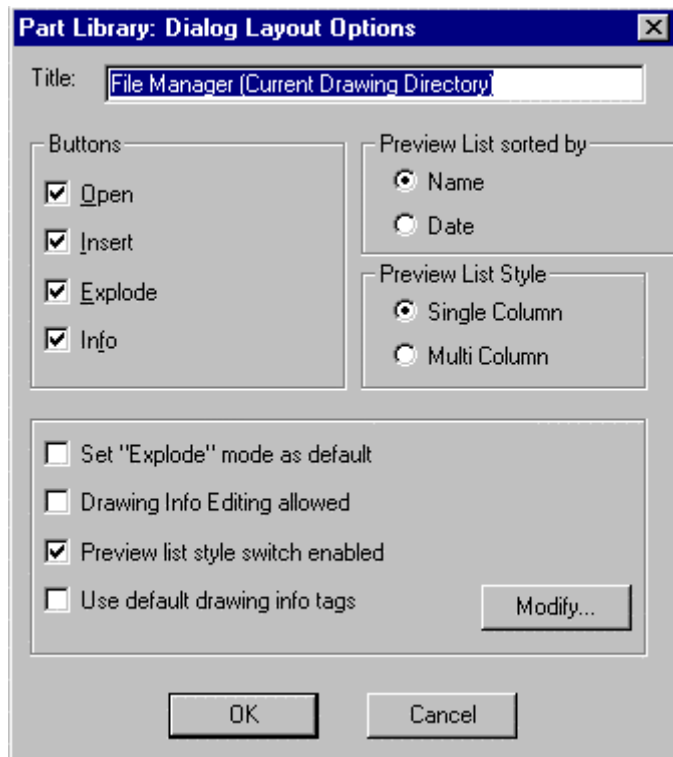 Part Library: Dialog Layout Options
Title: File Manager (Current Drawing Directory)
Buttons
Open
Insert
Explode
Info
Preview List sorted by
Name
Date
Preview List Style
Single Column
Multi Column
Set "Explode" mode as default
Drawing Info Editing allowed
Preview list style switch enabled
Use default drawing info tags
Modify...
OK Cancel